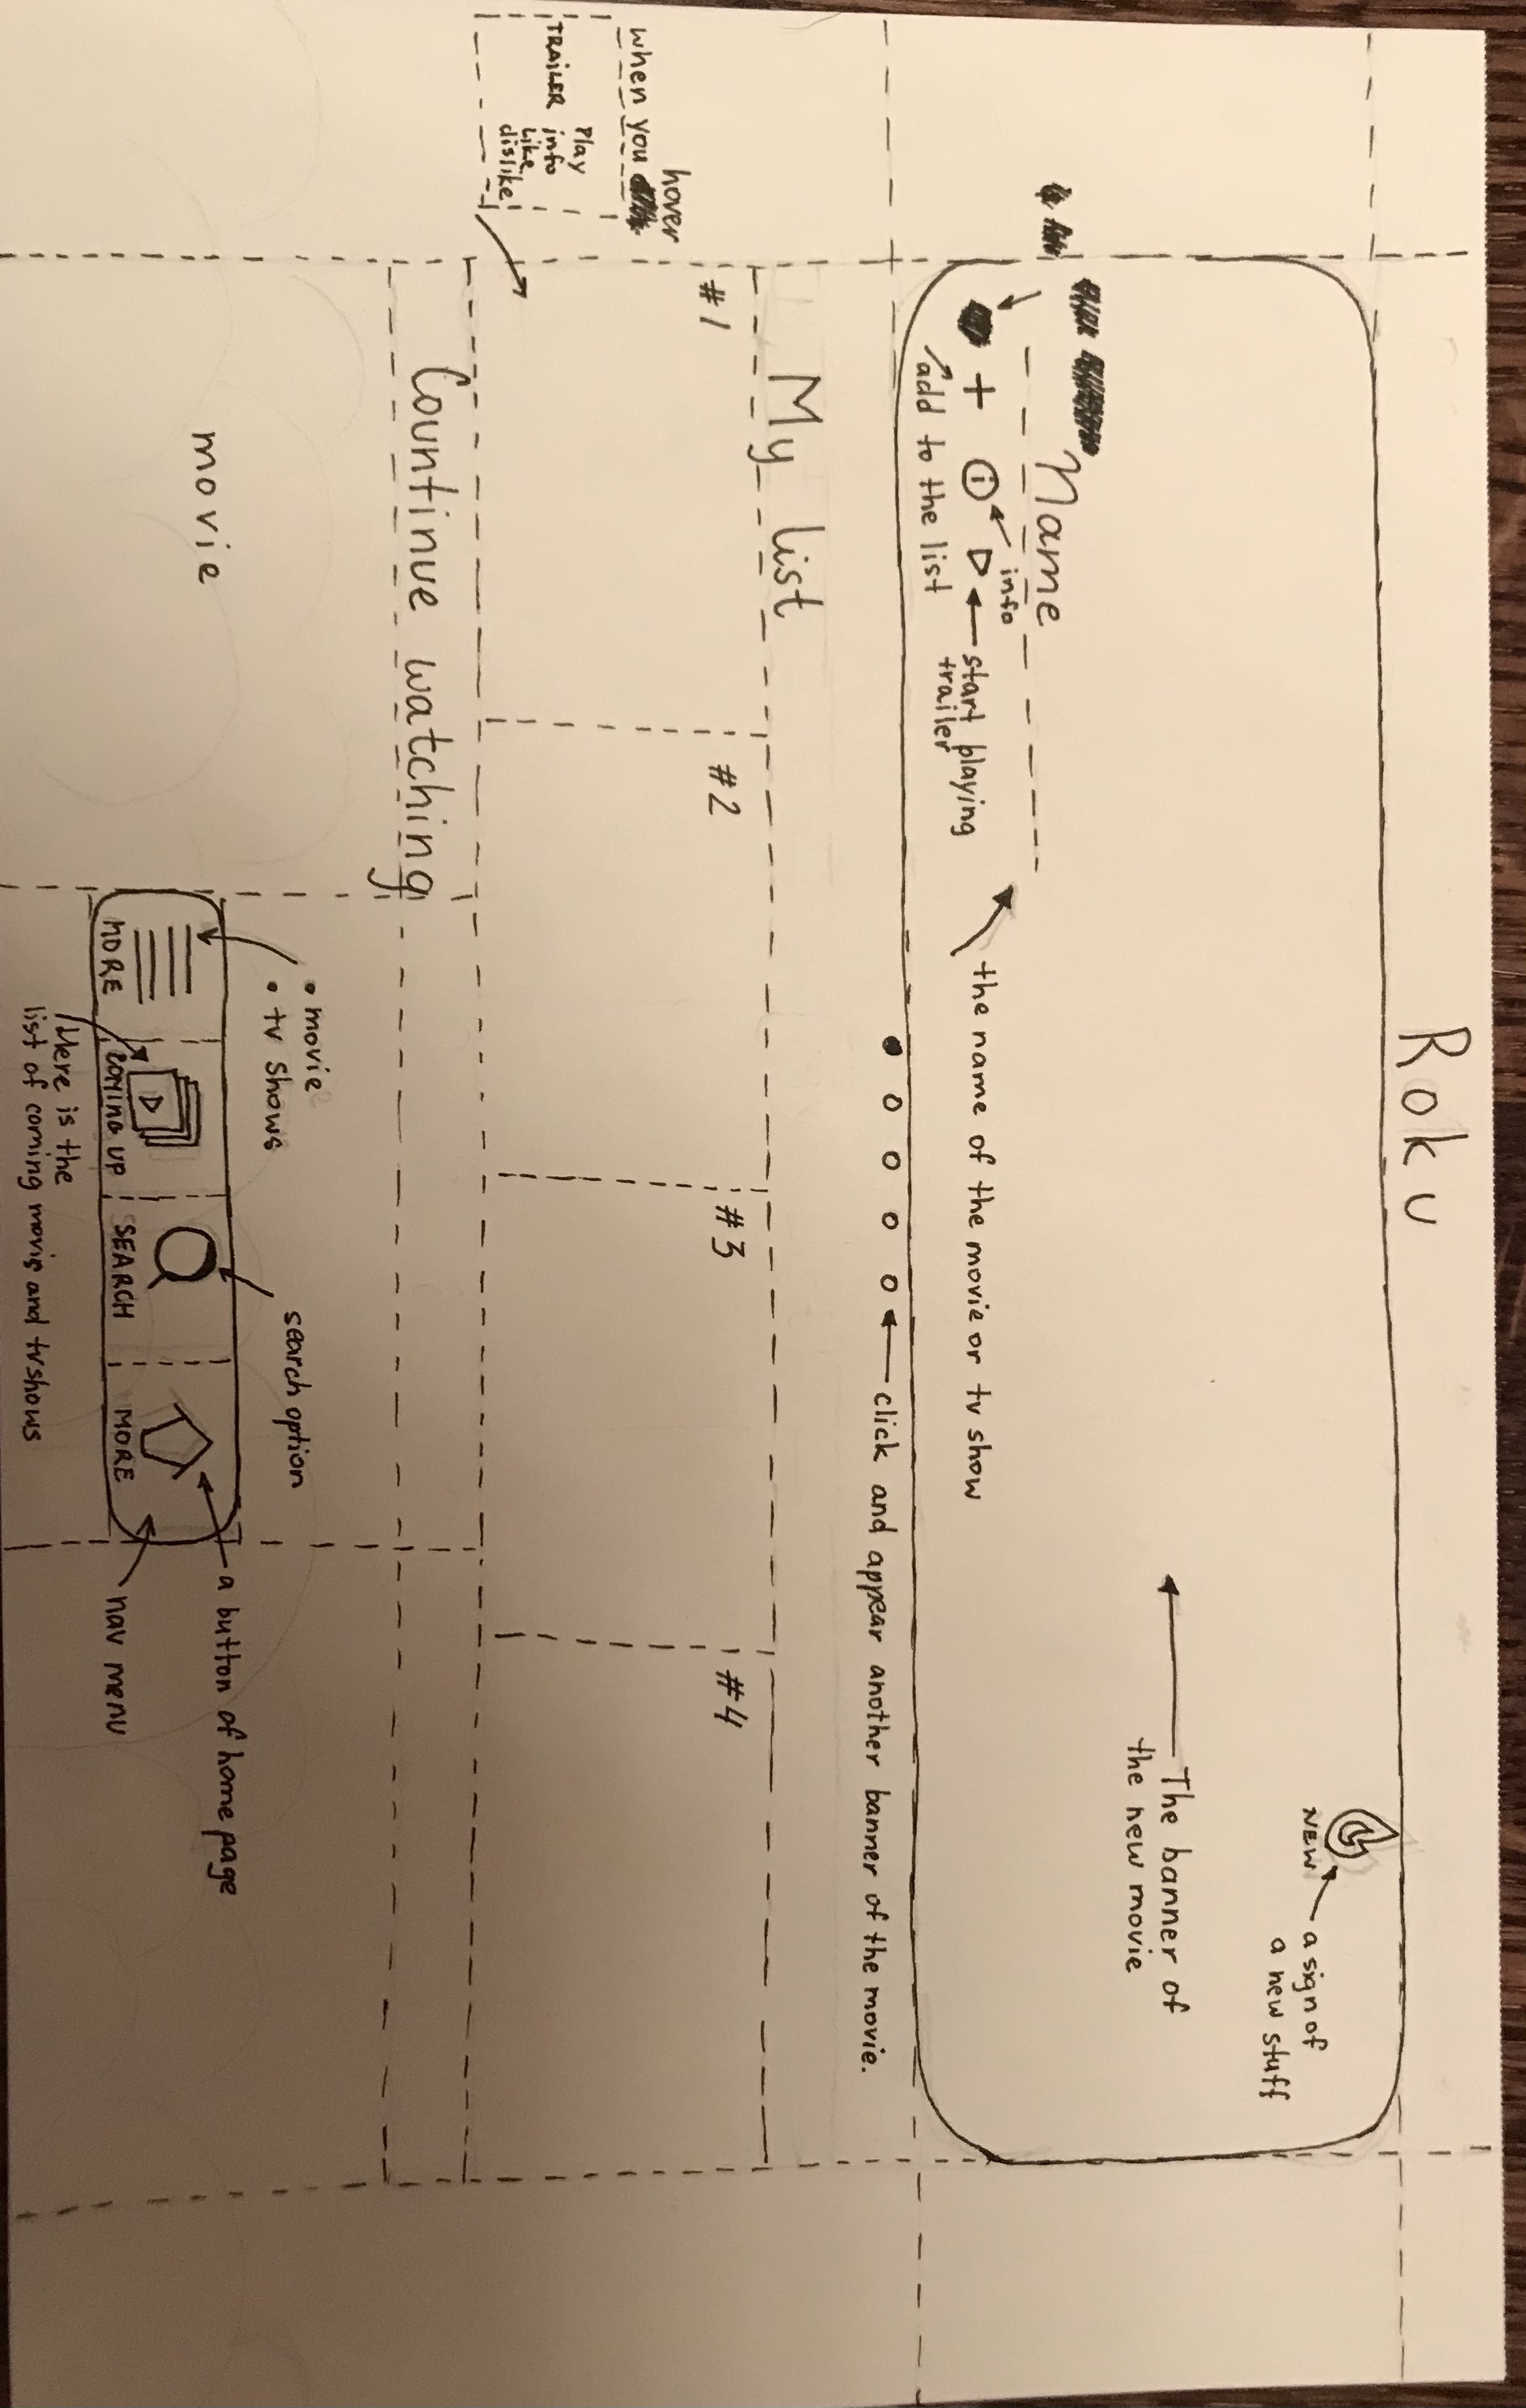 Roku
NEW
a sign of
a new stuff
The banner of
the new movie
Name
info
+ i
start playing
trailer
add to the list
the name of the movie or tv show
click and appear another banner of the movie.
My list
#1 #2 #3 #4
when you hover
TRAILER
Play
info
Like
dislike
Countinue watching
movie
• movie
• tv shows
search option
a button of home page
MORE
COMING UP
SEARCH
MORE
nav menu
Here is the
list of coming movis and tvshows